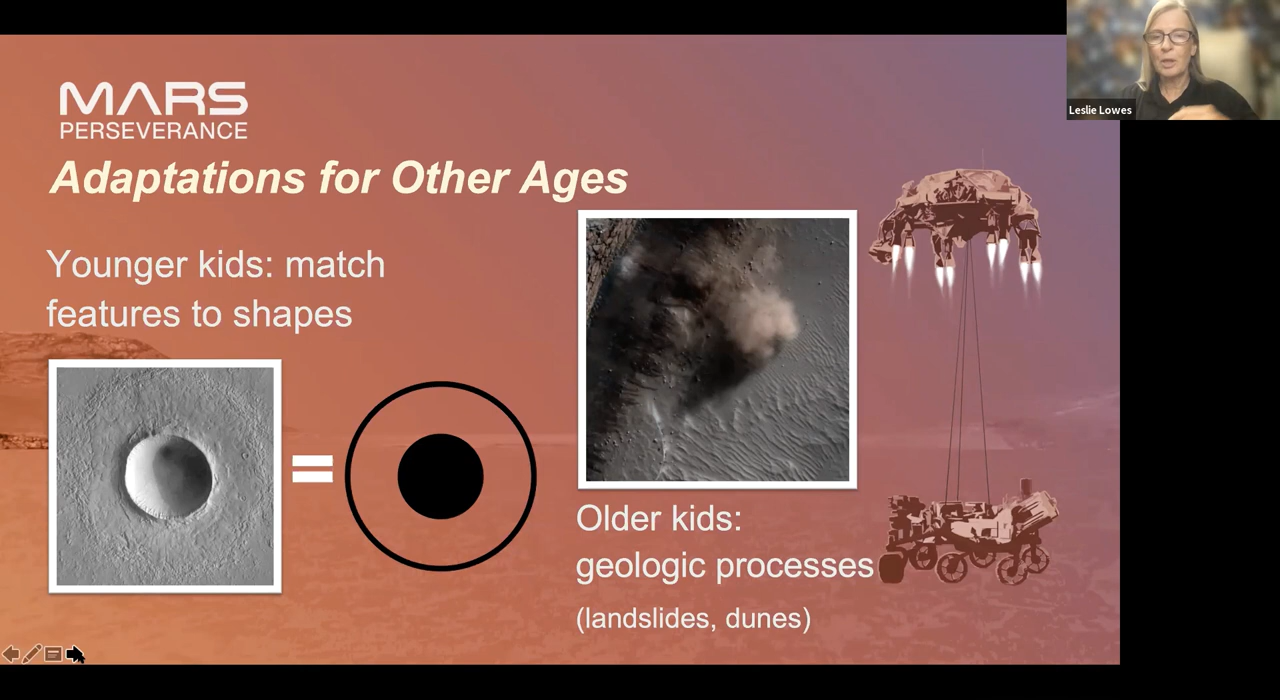 MARS
PERSEVERANCE
Adaptations for Other Ages
Younger kids: match
features to shapes
Older kids:
geologic processes
(landslides, dunes)
Leslie Lowes